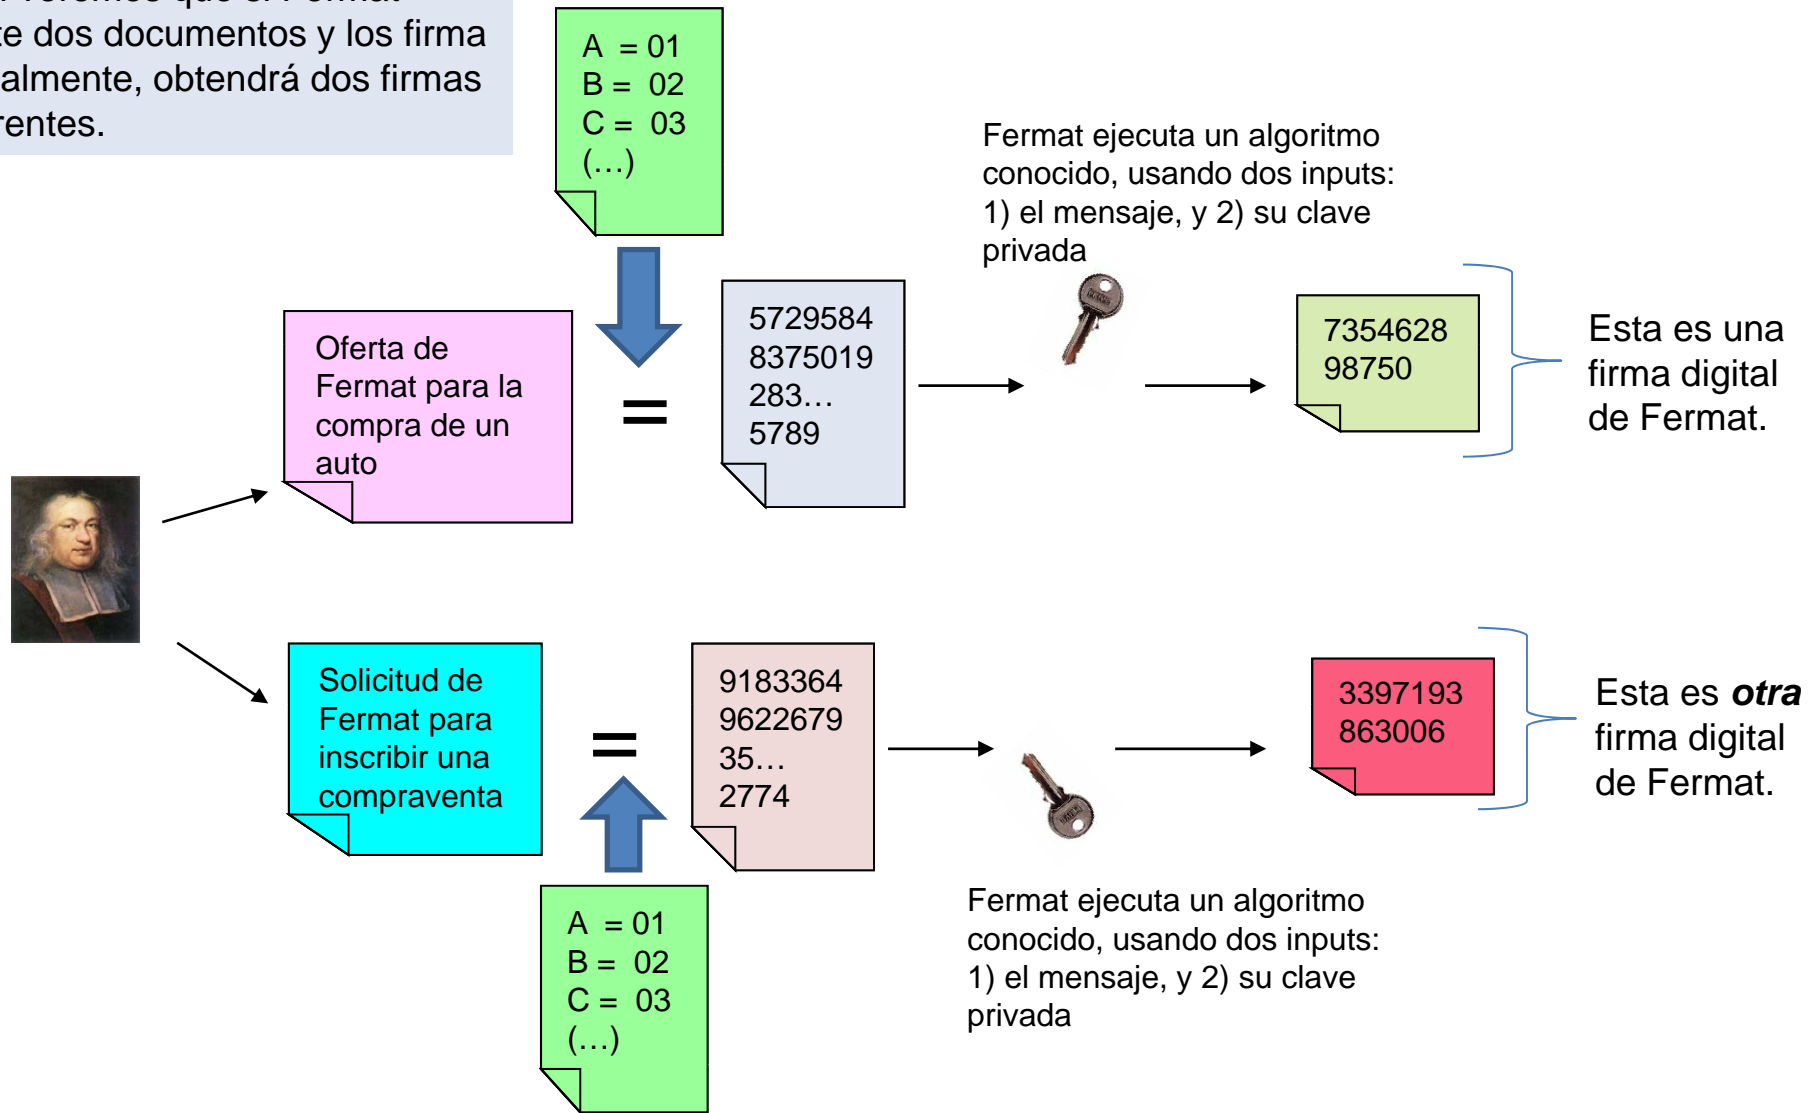 veremos que si Fermat
dos documentos y los firma
almente, obtendrá dos firmas
rentes.
A = 01
B = 02
C = 03
(…)
Fermat ejecuta un algoritmo
conocido, usando dos inputs:
1) el mensaje, y 2) su clave
privada
Oferta de
Fermat para la
compra de un
auto
=
5729584
8375019
283…
5789
7354628
98750
Esta es una
firma digital
de Fermat.
Solicitud de
Fermat para
inscribir una
compraventa
=
9183364
9622679
35…
2774
3397193
863006
Esta es otra
firma digital
de Fermat.
A = 01
B = 02
C = 03
(…)
Fermat ejecuta un algoritmo
conocido, usando dos inputs:
1) el mensaje, y 2) su clave
privada